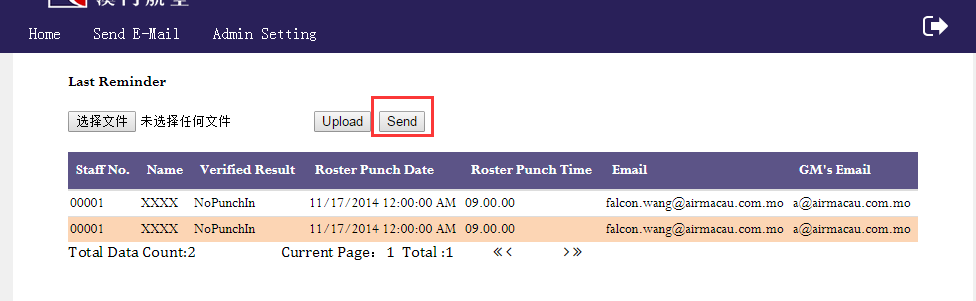 澳門航空
Home Send E-Mail Admin Setting
Last Reminder
选择文件 未选择任何文件 Upload Send
Staff No. Name Verified Result Roster Punch Date Roster Punch Time Email GM's Email
00001 XXXX NoPunchIn 11/17/2014 12:00:00 AM 09.00.00 falcon.wang@airmacau.com.mo a@airmacau.com.mo
00001 XXXX NoPunchIn 11/17/2014 12:00:00 AM 09.00.00 falcon.wang@airmacau.com.mo a@airmacau.com.mo
Total Data Count:2 Current Page: 1 Total :1 « ‹ › »